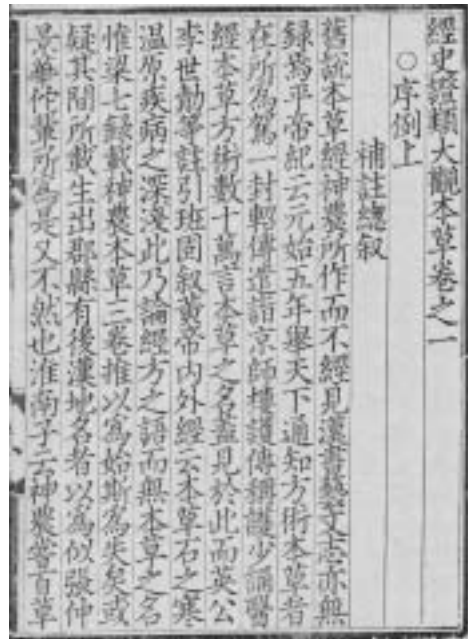 經史證類大觀本草卷之一
○序例上
補註總敘
舊說本草經神農所作而不經見漢書藝文志亦無
錄焉平帝紀云元始五年舉天下通知方術本草者
在所為駕一封軺傳遣詣京師樓護傳稱護少誦醫
經本草方術數十萬言本草之名蓋見於此而英公
李世勣等註引班固敘黃帝內外經云本草石之寒
溫原疾病之深淺此乃論經方之語而無本草之名
惟梁七錄載神農本草三卷推以為始斯為失矣或
疑其間所載生出郡縣有後漢地名者以為似張仲
景華佗輩所為是又不然也淮南子云神農嘗百草